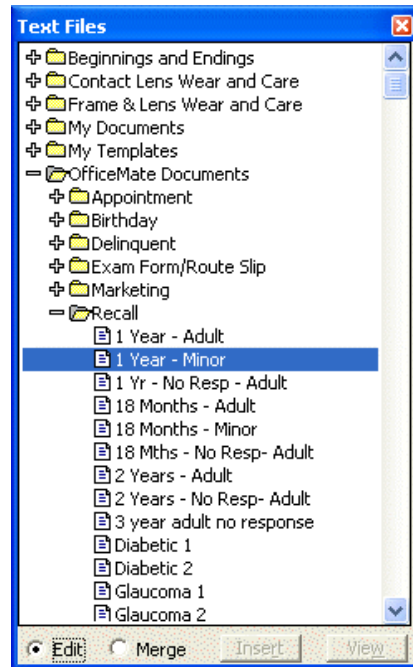 Text Files
Beginnings and Endings
Contact Lens Wear and Care
Frame & Lens Wear and Care
My Documents
My Templates
OfficeMate Documents
Appointment
Birthday
Delinquent
Exam Form/Route Slip
Marketing
Recall
1 Year - Adult
1 Year - Minor
1 Yr - No Resp - Adult
18 Months - Adult
18 Months - Minor
18 Mths - No Resp- Adult
2 Years - Adult
2 Years - No Resp- Adult
3 year adult no response
Diabetic 1
Diabetic 2
Glaucoma 1
Glaucoma 2
Edit Merge Insert View